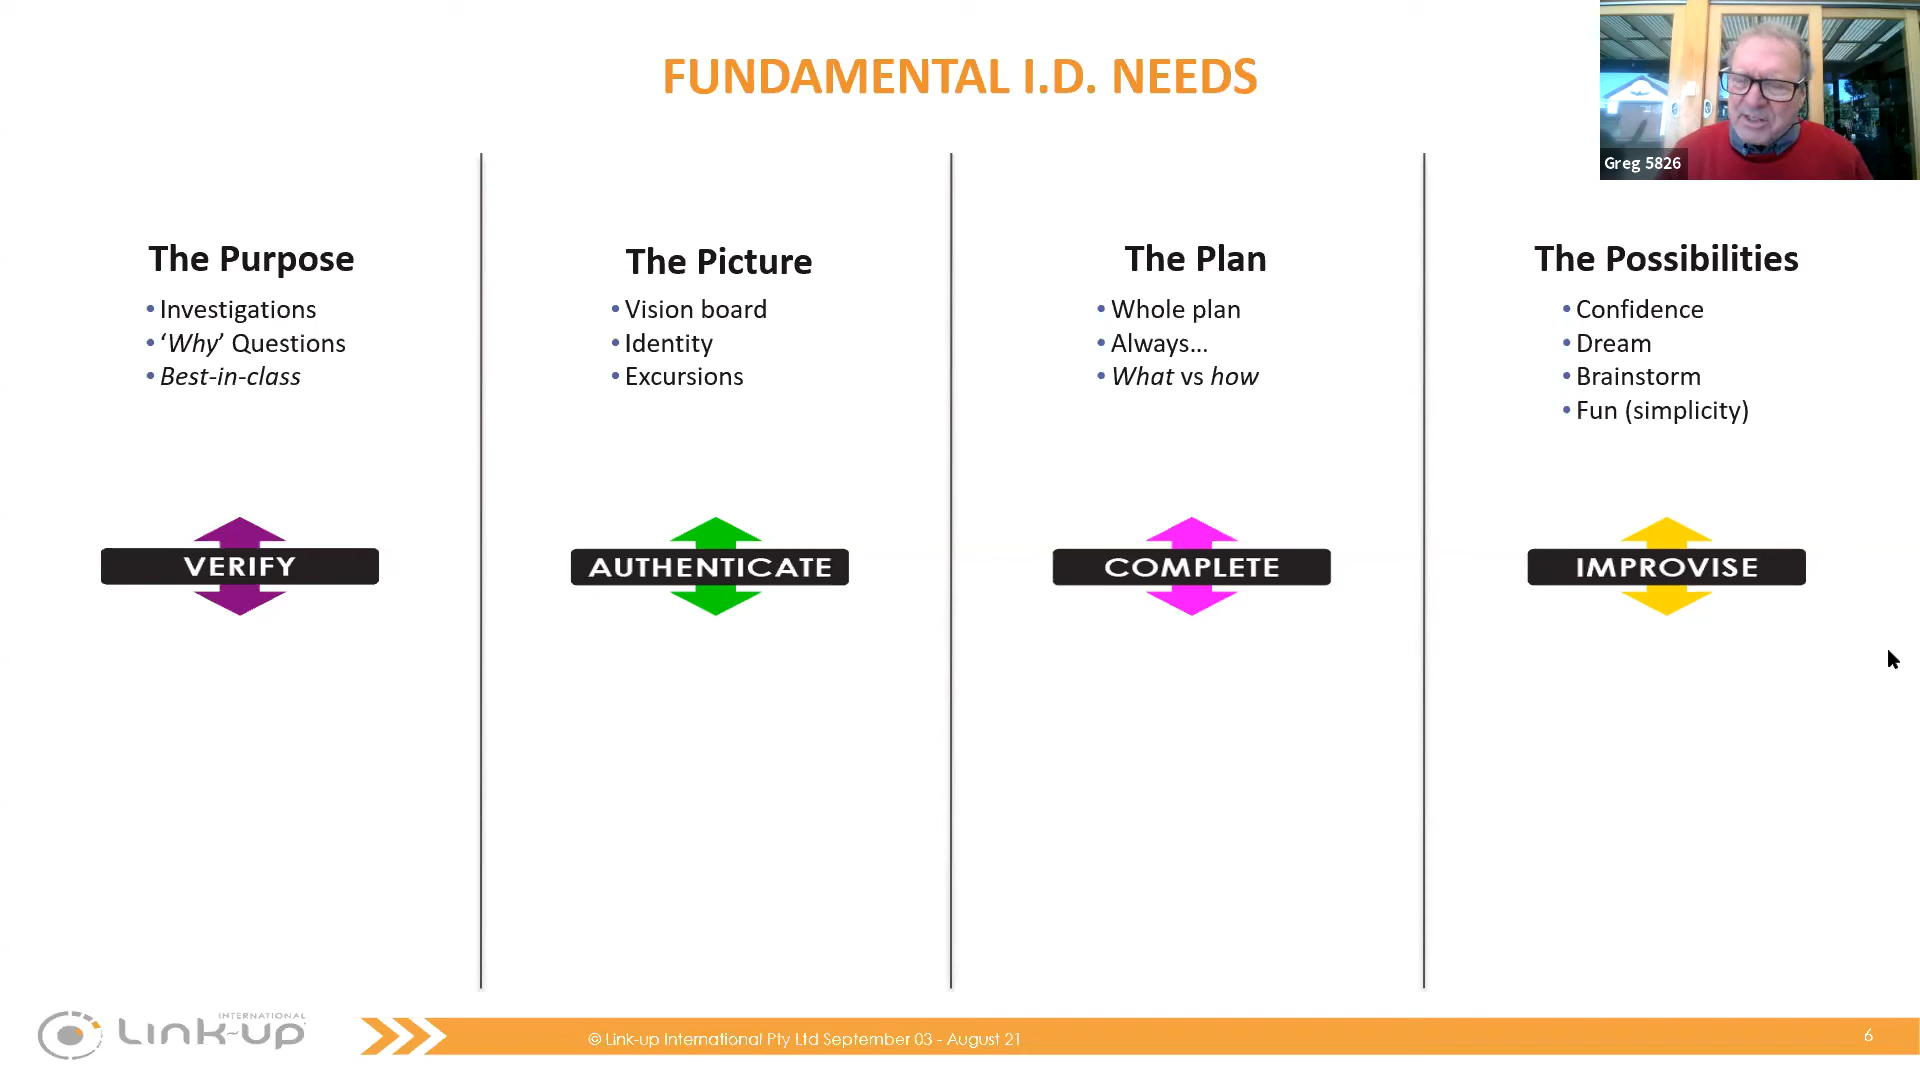 FUNDAMENTAL I.D. NEEDS
Greg 5826
The Purpose
• Investigations
• ‘Why’ Questions
• Best-in-class
VERIFY
The Picture
• Vision board
• Identity
• Excursions
AUTHENTICATE
The Plan
• Whole plan
• Always...
• What vs how
COMPLETE
The Possibilities
• Confidence
• Dream
• Brainstorm
• Fun (simplicity)
IMPROVISE
INTERNATIONAL
Link-up
© Link-up International Pty Ltd September 03 - August 21
6